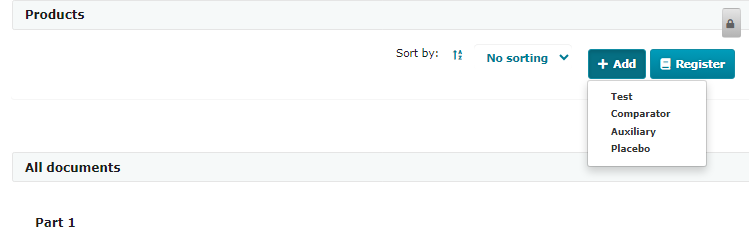 Products
Sort by: No sorting + Add Register
Test
Comparator
Auxiliary
Placebo
All documents
Part 1